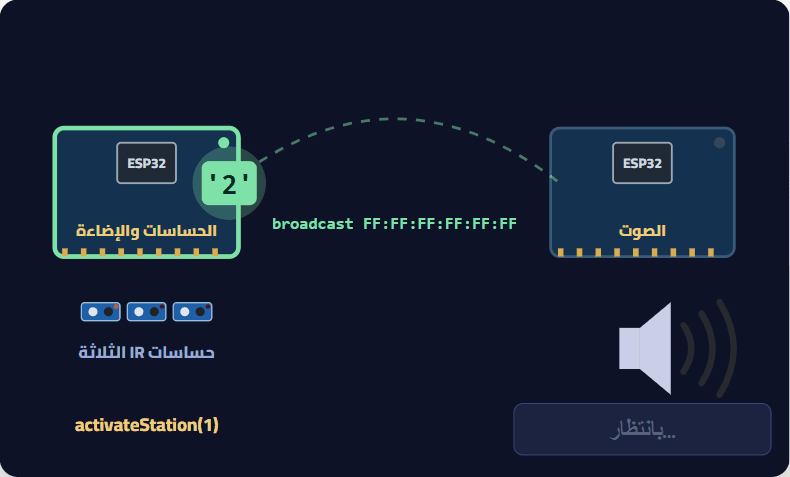 ESP32
'2'
الحساسات والإضاءة
broadcast FF:FF:FF:FF:FF:FF
ESP32
الصوت
حساسات IR الثلاثة
activateStation(1)
بانتظار...